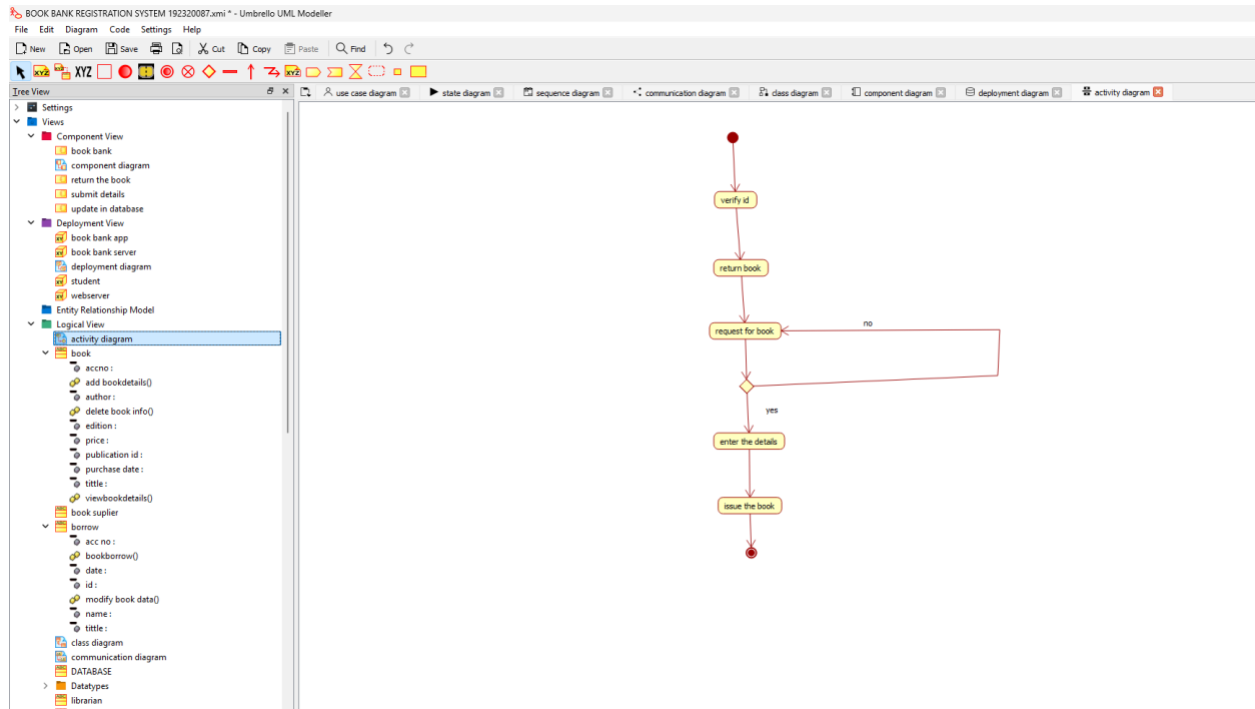 BOOK BANK REGISTRATION SYSTEM 192320087.xmi * - Umbrello UML Modeller
File Edit Diagram Code Settings Help
New Open Save Cut Copy Paste Find
XYZ XYZ XYZ
Tree View
use case diagram state diagram sequence diagram communication diagram class diagram component diagram deployment diagram activity diagram
Settings
Views
Component View
book bank
component diagram
return the book
submit details
update in database
Deployment View
book bank app
book bank server
deployment diagram
student
webserver
Entity Relationship Model
Logical View
activity diagram
book
accno :
add bookdetails()
author :
delete book info()
edition :
price :
publication id :
purchase date :
tittle :
viewbookdetails()
book suplier
borrow
acc no :
bookborrow()
date :
id :
modify book data()
name :
tittle :
class diagram
communication diagram
DATABASE
Datatypes
librarian
verify id
return book
request for book
no
yes
enter the details
issue the book